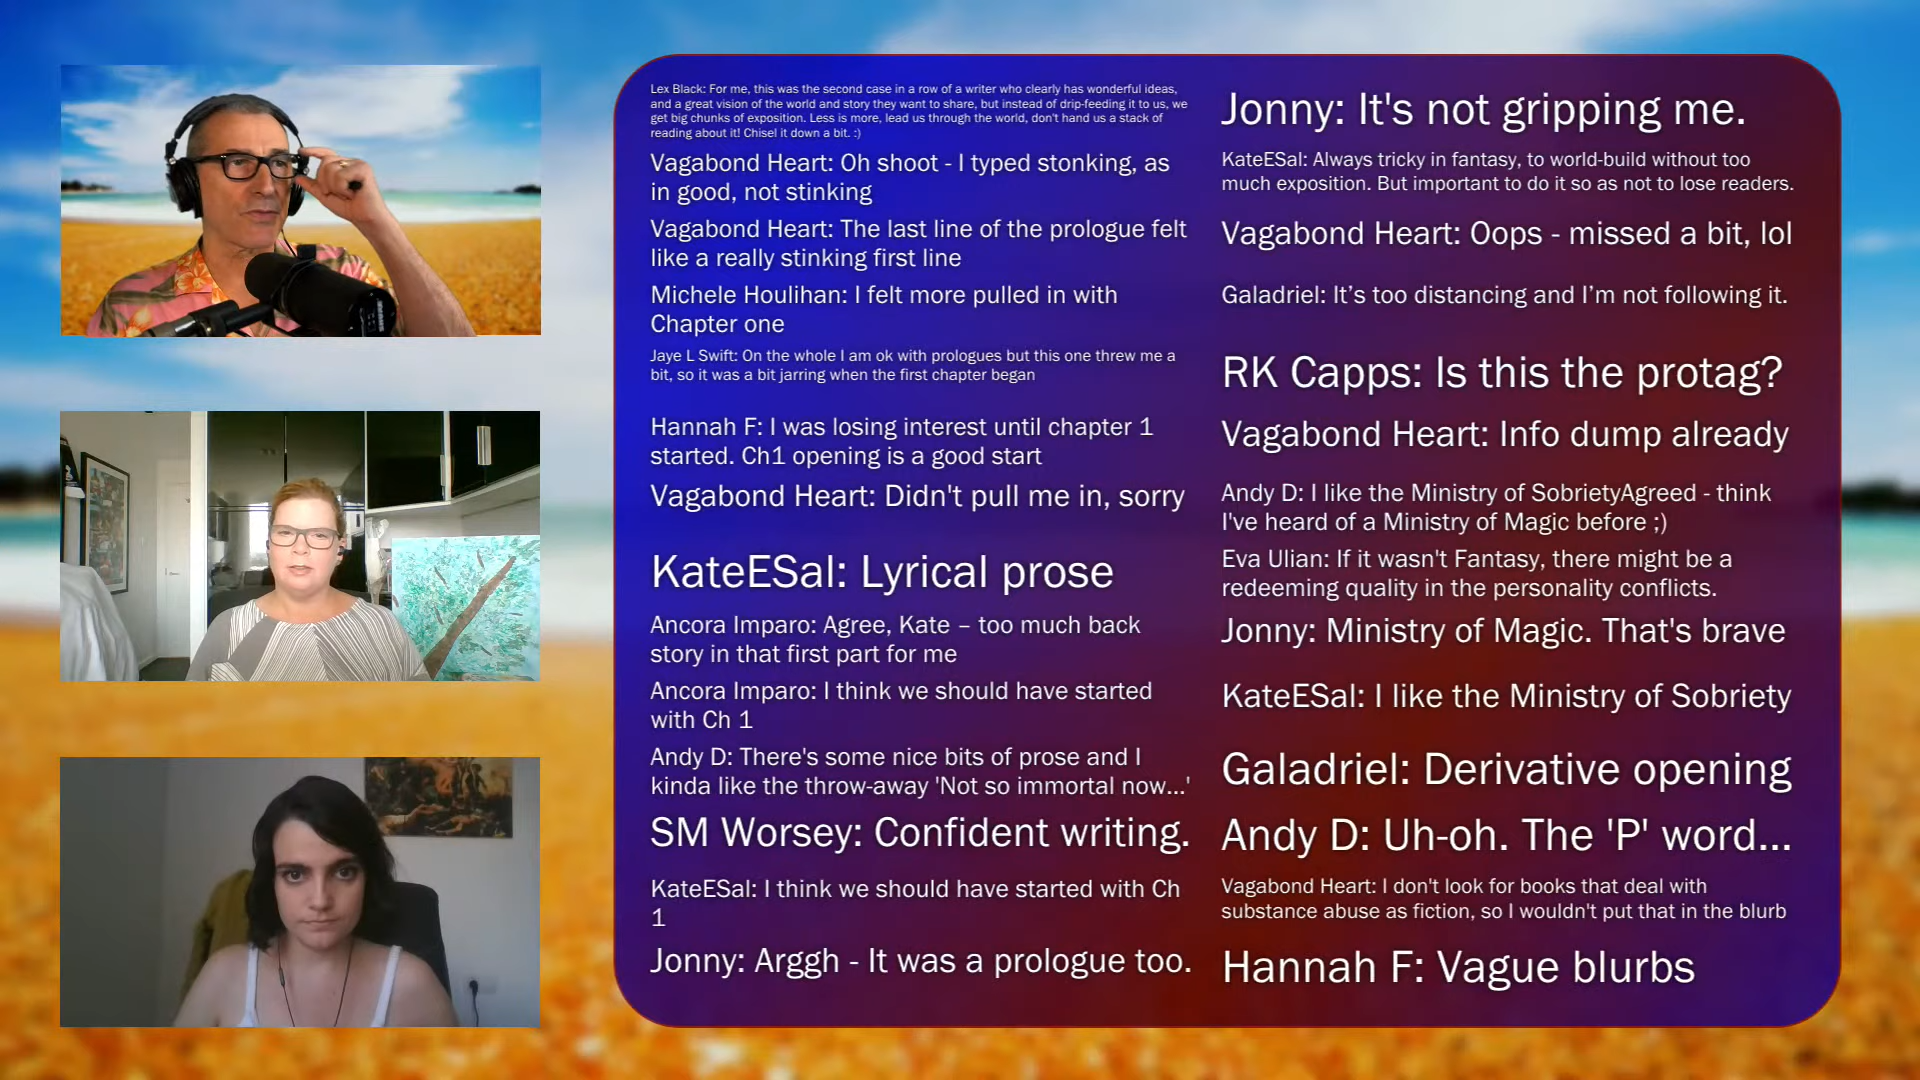 Lex Black: For me, this was the second case in a row of a writer who clearly has wonderful ideas,
and a great vision of the world and story they want to share, but instead of drip-feeding it to us, we
get big chunks of exposition. Less is more, lead us through the world, don't hand us a stack of
reading about it! Chisel it down a bit. :)
Vagabond Heart: Oh shoot - I typed stonking, as
in good, not stinking
Vagabond Heart: The last line of the prologue felt
like a really stinking first line
Michele Houlihan: I felt more pulled in with
Chapter one
Jaye L Swift: On the whole I am ok with prologues but this one threw me a
bit, so it was a bit jarring when the first chapter began
Hannah F: I was losing interest until chapter 1
started. Ch1 opening is a good start
Vagabond Heart: Didn't pull me in, sorry
KateESal: Lyrical prose
Ancora Imparo: Agree, Kate – too much back
story in that first part for me
Ancora Imparo: I think we should have started
with Ch 1
Andy D: There's some nice bits of prose and I
kinda like the throw-away 'Not so immortal now...'
SM Worsey: Confident writing.
KateESal: I think we should have started with Ch
1
Jonny: Arggh - It was a prologue too.
Jonny: It's not gripping me.
KateESal: Always tricky in fantasy, to world-build without too
much exposition. But important to do it so as not to lose readers.
Vagabond Heart: Oops - missed a bit, lol
Galadriel: It’s too distancing and I’m not following it.
RK Capps: Is this the protag?
Vagabond Heart: Info dump already
Andy D: I like the Ministry of SobrietyAgreed - think
I've heard of a Ministry of Magic before ;)
Eva Ulian: If it wasn't Fantasy, there might be a
redeeming quality in the personality conflicts.
Jonny: Ministry of Magic. That's brave
KateESal: I like the Ministry of Sobriety
Galadriel: Derivative opening
Andy D: Uh-oh. The 'P' word...
Vagabond Heart: I don't look for books that deal with
substance abuse as fiction, so I wouldn't put that in the blurb
Hannah F: Vague blurbs